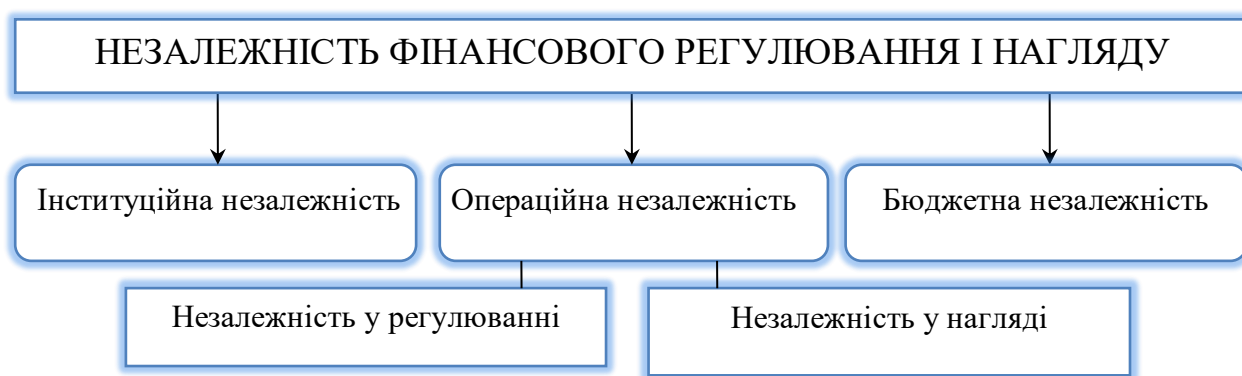 НЕЗАЛЕЖНІСТЬ ФІНАНСОВОГО РЕГУЛЮВАННЯ І НАГЛЯДУ
Інституційна незалежність
Операційна незалежність
Бюджетна незалежність
Незалежність у регулюванні
Незалежність у нагляді